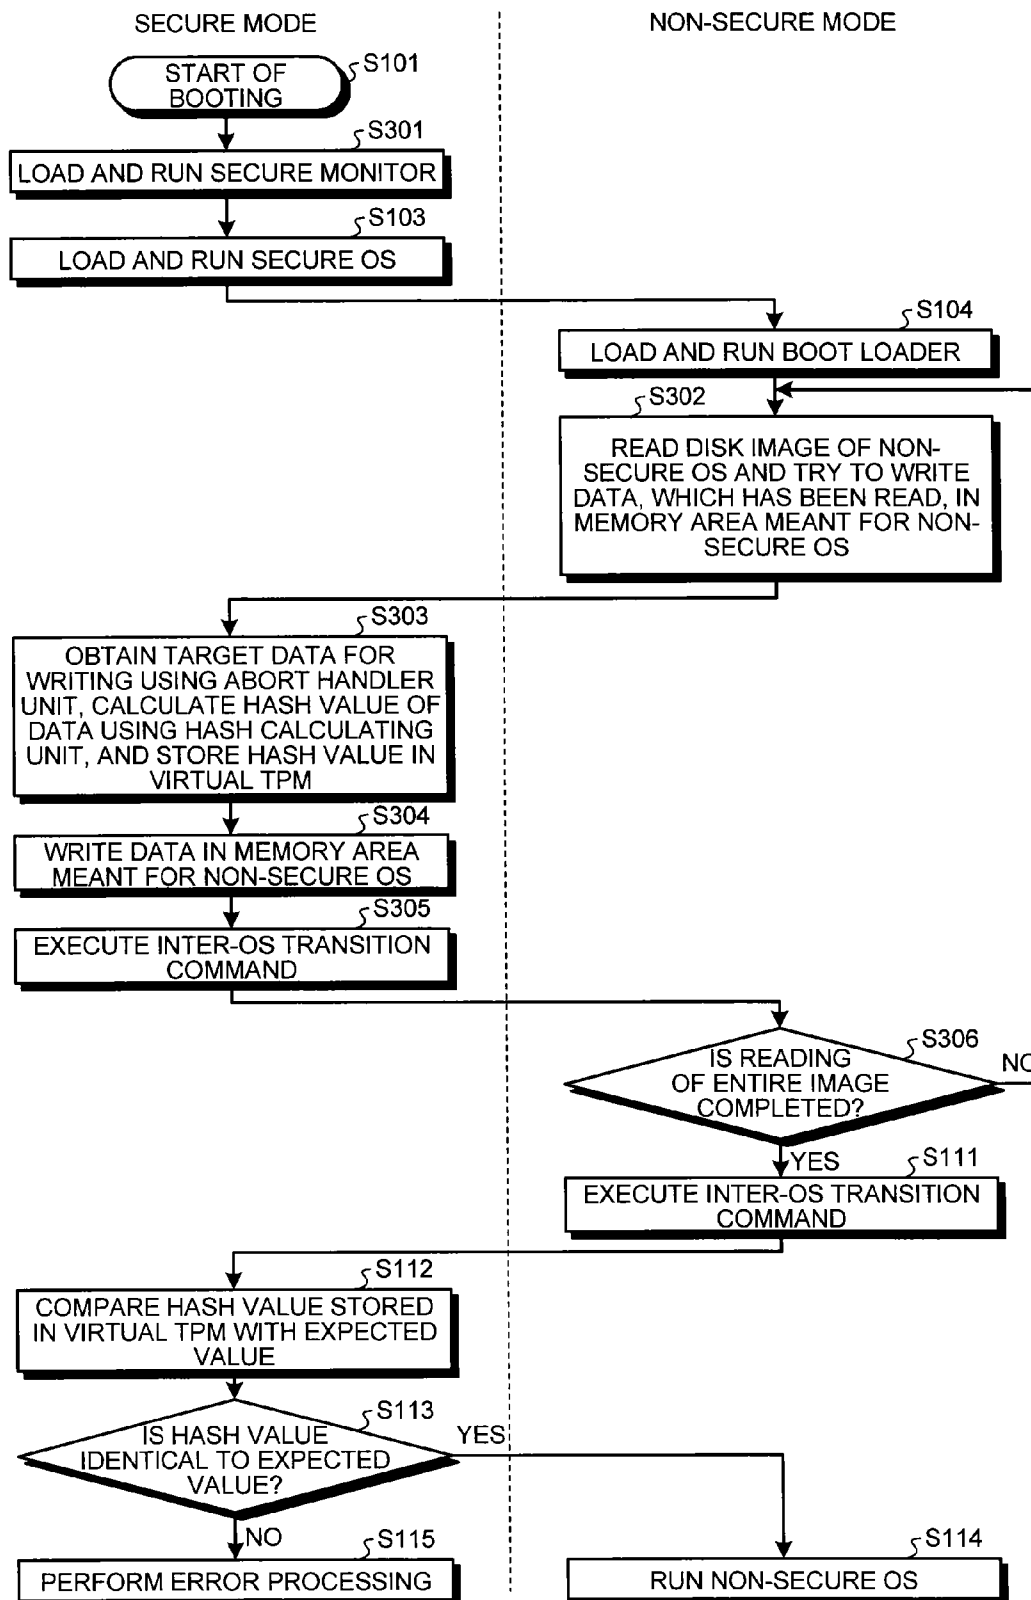 SECURE MODE
NON-SECURE MODE
START OF
BOOTING
S101
S301
LOAD AND RUN SECURE MONITOR
S103
LOAD AND RUN SECURE OS
S104
LOAD AND RUN BOOT LOADER
S302
READ DISK IMAGE OF NON-
SECURE OS AND TRY TO WRITE
DATA, WHICH HAS BEEN READ, IN
MEMORY AREA MEANT FOR NON-
SECURE OS
S303
OBTAIN TARGET DATA FOR
WRITING USING ABORT HANDLER
UNIT, CALCULATE HASH VALUE OF
DATA USING HASH CALCULATING
UNIT, AND STORE HASH VALUE IN
VIRTUAL TPM
S304
WRITE DATA IN MEMORY AREA
MEANT FOR NON-SECURE OS
S305
EXECUTE INTER-OS TRANSITION
COMMAND
S306
IS READING
OF ENTIRE IMAGE
COMPLETED?
NO
YES
S111
EXECUTE INTER-OS TRANSITION
COMMAND
S112
COMPARE HASH VALUE STORED
IN VIRTUAL TPM WITH EXPECTED
VALUE
S113
IS HASH VALUE
IDENTICAL TO EXPECTED
VALUE?
YES
NO
S115
PERFORM ERROR PROCESSING
S114
RUN NON-SECURE OS